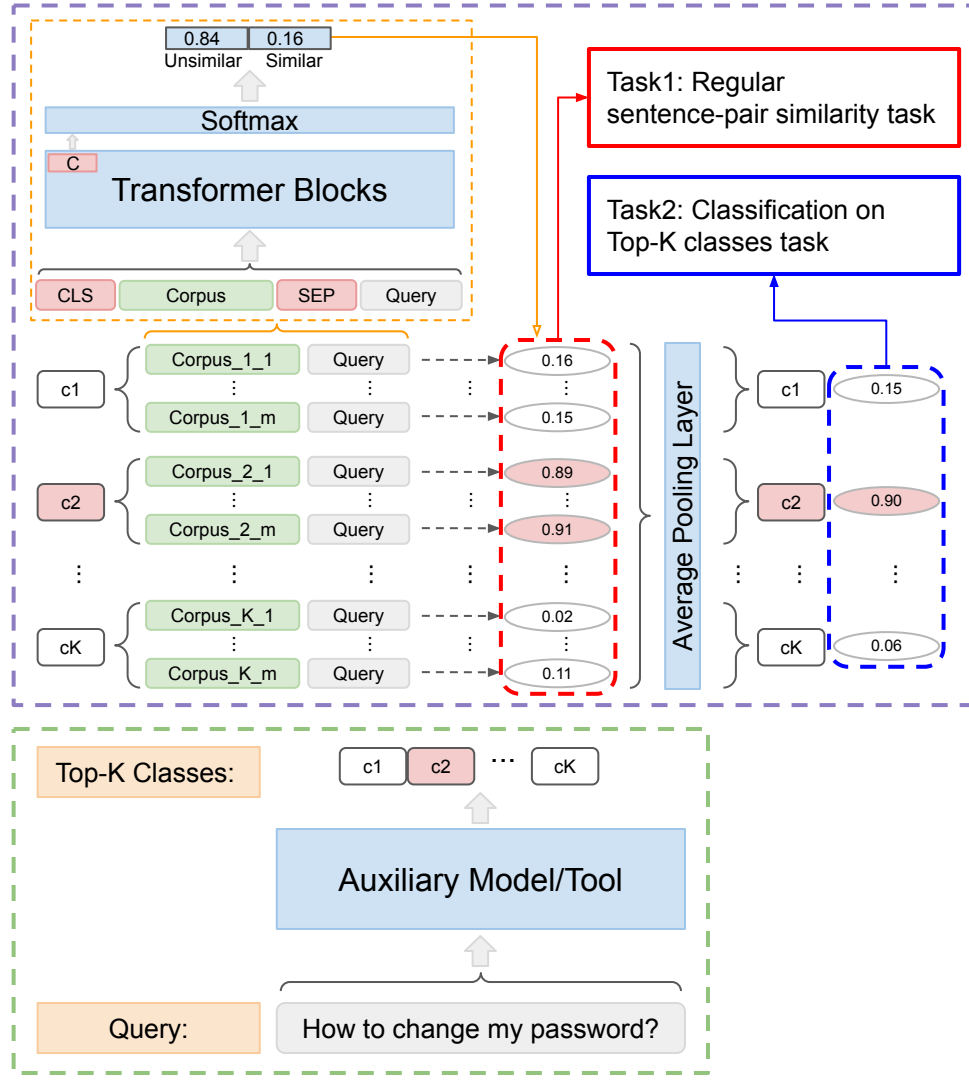 0.84 0.16
Unsimilar Similar
Softmax
C
Transformer Blocks
CLS Corpus SEP Query
Task1: Regular
sentence-pair similarity task
Task2: Classification on
Top-K classes task
c1
Corpus_1_1 Query 0.16
Corpus_1_m Query 0.15
c2
Corpus_2_1 Query 0.89
Corpus_2_m Query 0.91
cK
Corpus_K_1 Query 0.02
Corpus_K_m Query 0.11
Average Pooling Layer
c1 0.15
c2 0.90
cK 0.06
Top-K Classes:
c1 c2 ... cK
Auxiliary Model/Tool
Query:
How to change my password?